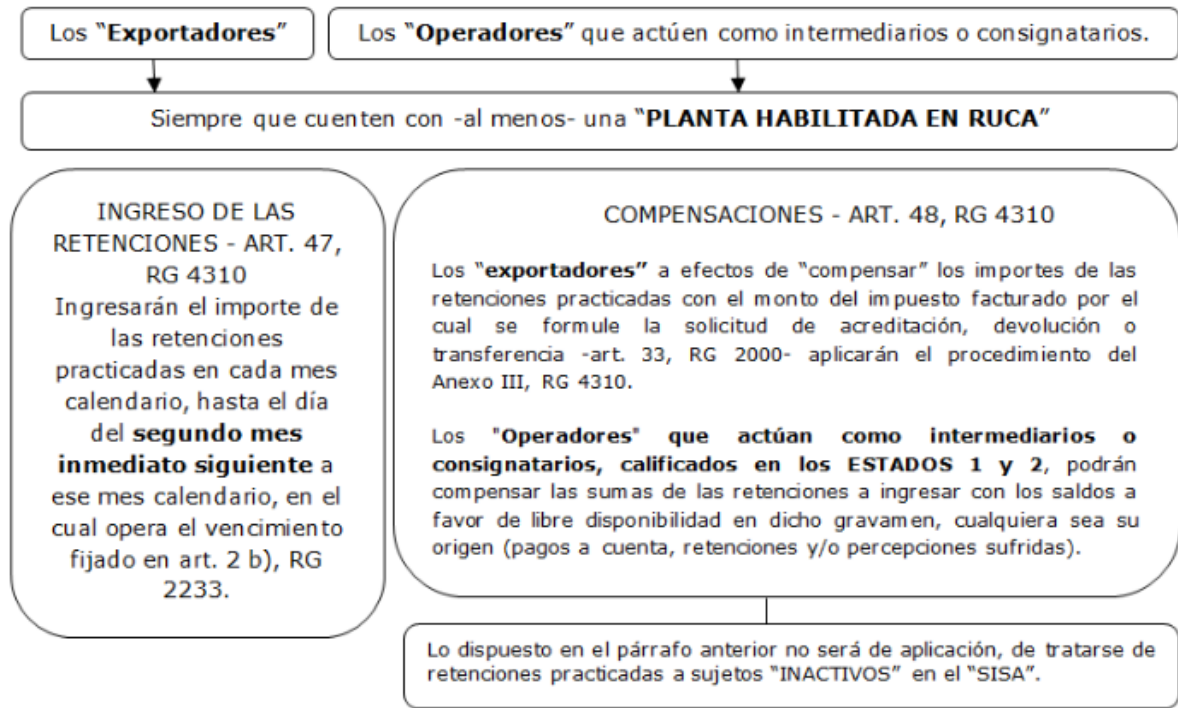 Los “Exportadores”
Los “Operadores” que actúen como intermediarios o consignatarios.
Siempre que cuenten con -al menos- una “PLANTA HABILITADA EN RUCA”
INGRESO DE LAS
RETENCIONES - ART. 47,
RG 4310
Ingresarán el importe de
las retenciones
practicadas en cada mes
calendario, hasta el día
del segundo mes
inmediato siguiente a
ese mes calendario, en el
cual opera el vencimiento
fijado en art. 2 b), RG
2233.
COMPENSACIONES - ART. 48, RG 4310
Los “exportadores” a efectos de “compensar” los importes de las
retenciones practicadas con el monto del impuesto facturado por el
cual se formule la solicitud de acreditación, devolución o
transferencia -art. 33, RG 2000- aplicarán el procedimiento del
Anexo III, RG 4310.
Los "Operadores" que actúan como intermediarios o
consignatarios, calificados en los ESTADOS 1 y 2, podrán
compensar las sumas de las retenciones a ingresar con los saldos a
favor de libre disponibilidad en dicho gravamen, cualquiera sea su
origen (pagos a cuenta, retenciones y/o percepciones sufridas).
Lo dispuesto en el párrafo anterior no será de aplicación, de tratarse de
retenciones practicadas a sujetos “INACTIVOS” en el “SISA”.